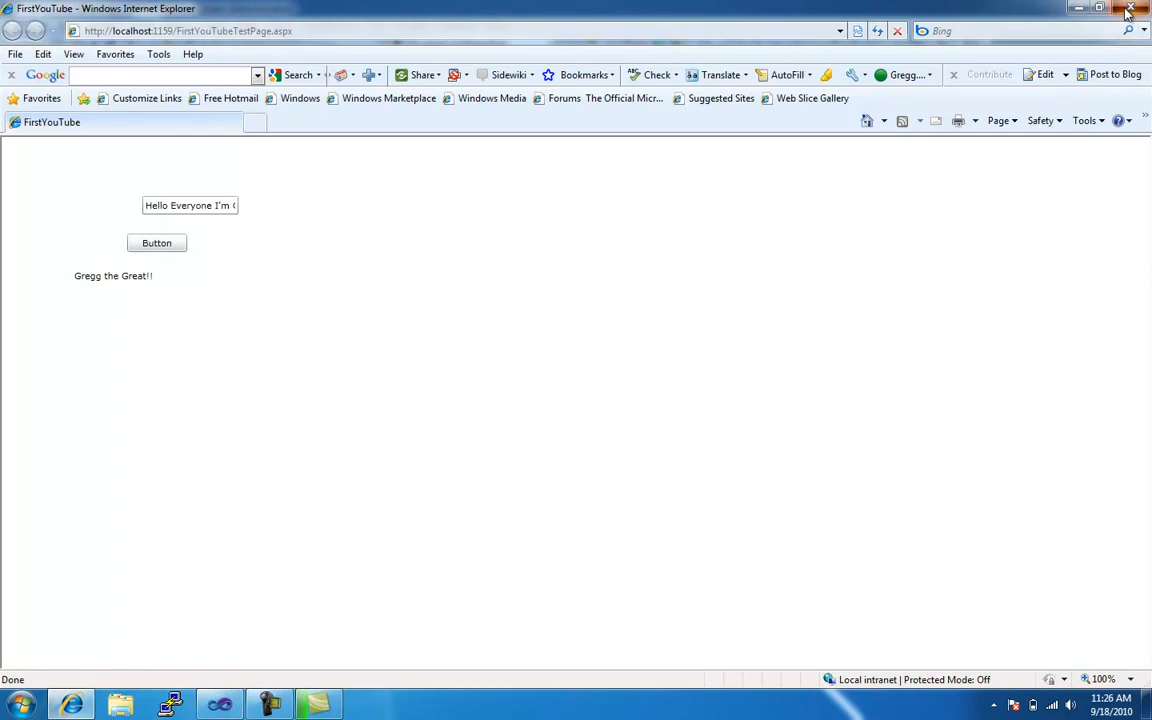 FirstYouTube - Windows Internet Explorer
http://localhost:1159/FirstYouTubeTestPage.aspx
Bing
File Edit View Favorites Tools Help
Google Search Share Sidewiki Bookmarks Check Translate AutoFill Gregg.... Contribute Edit Post to Blog
Favorites Customize Links Free Hotmail Windows Windows Marketplace Windows Media Forums The Official Micr... Suggested Sites Web Slice Gallery
FirstYouTube
Page Safety Tools
Hello Everyone I'm
Button
Gregg the Great!!
Done
Local intranet | Protected Mode: Off
100%
11:26 AM
9/18/2010